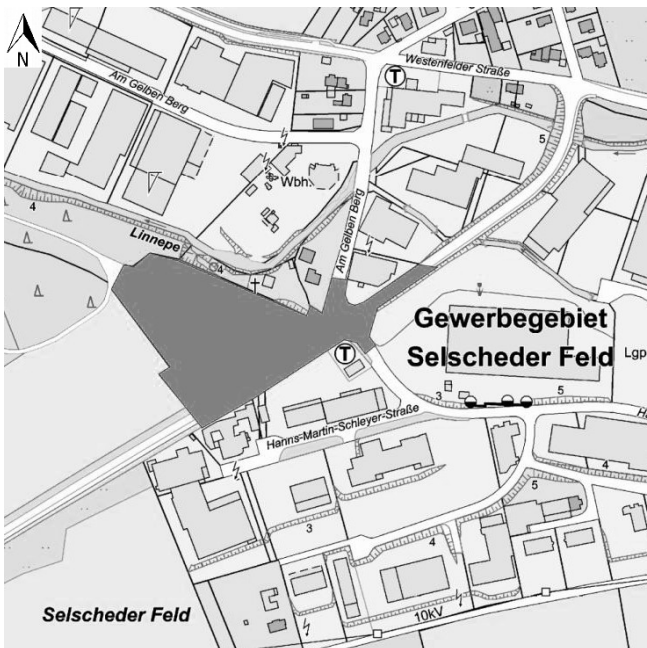 N
Westenfelder Straße
T
Am Gelben Berg
5
Wbh.
4
Linnepe
4
Am Gelben Berg
Gewerbegebiet
Selscheder Feld
T
Lgp
3
5
Hanns-Martin-Schleyer-Straße
H
4
5
3
4
Selscheder Feld
10kV